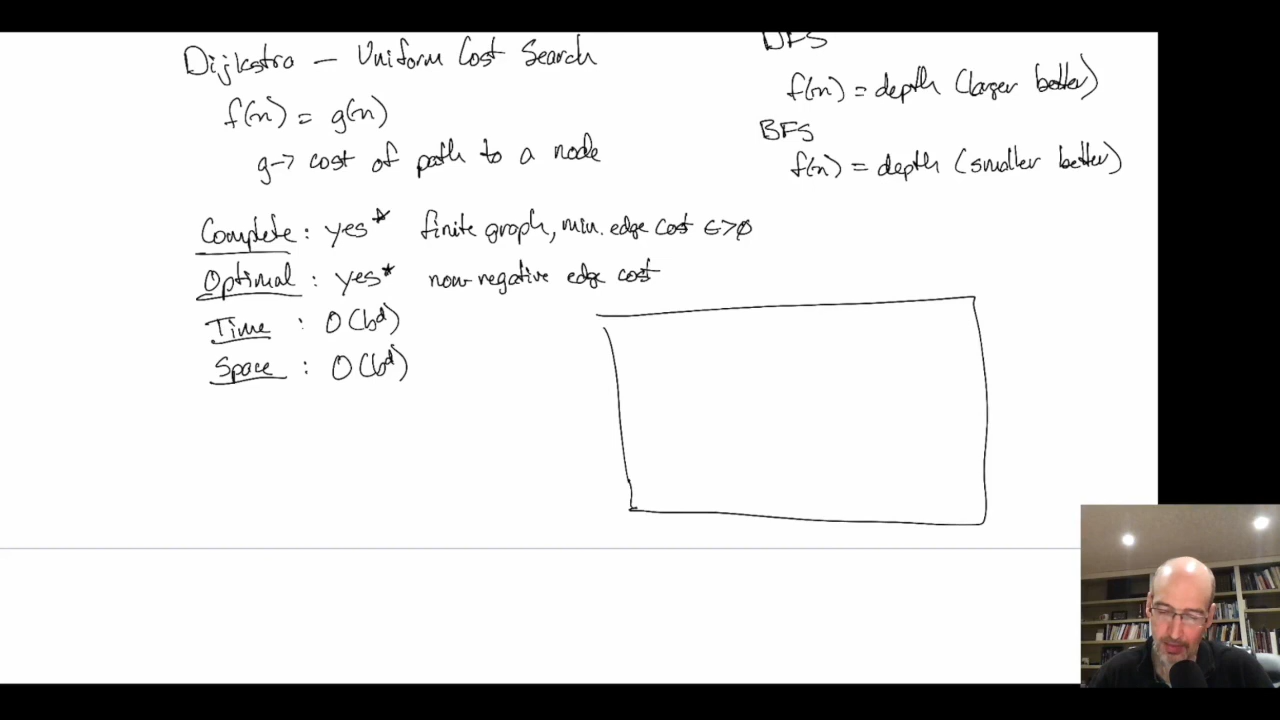 Dijkstra — Uniform Cost Search
f(n) = g(n)
g → cost of path to a node
DFS
f(n) = depth (larger better)
BFS
f(n) = depth (smaller better)
Complete: yes* finite graph, min. edge cost ϵ>0
Optimal: yes* non-negative edge cost
Time: O(b^d)
Space: O(b^d)